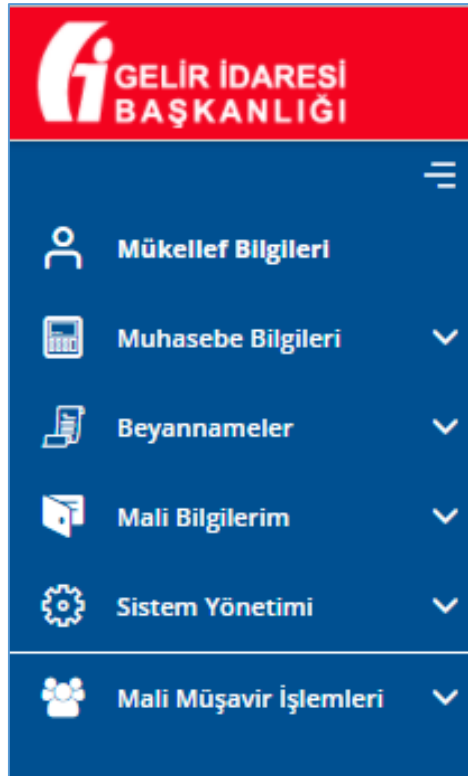 GELİR İDARESİ
BAŞKANLIĞI
Mükellef Bilgileri
Muhasebe Bilgileri
Beyannameler
Mali Bilgilerim
Sistem Yönetimi
Mali Müşavir İşlemleri